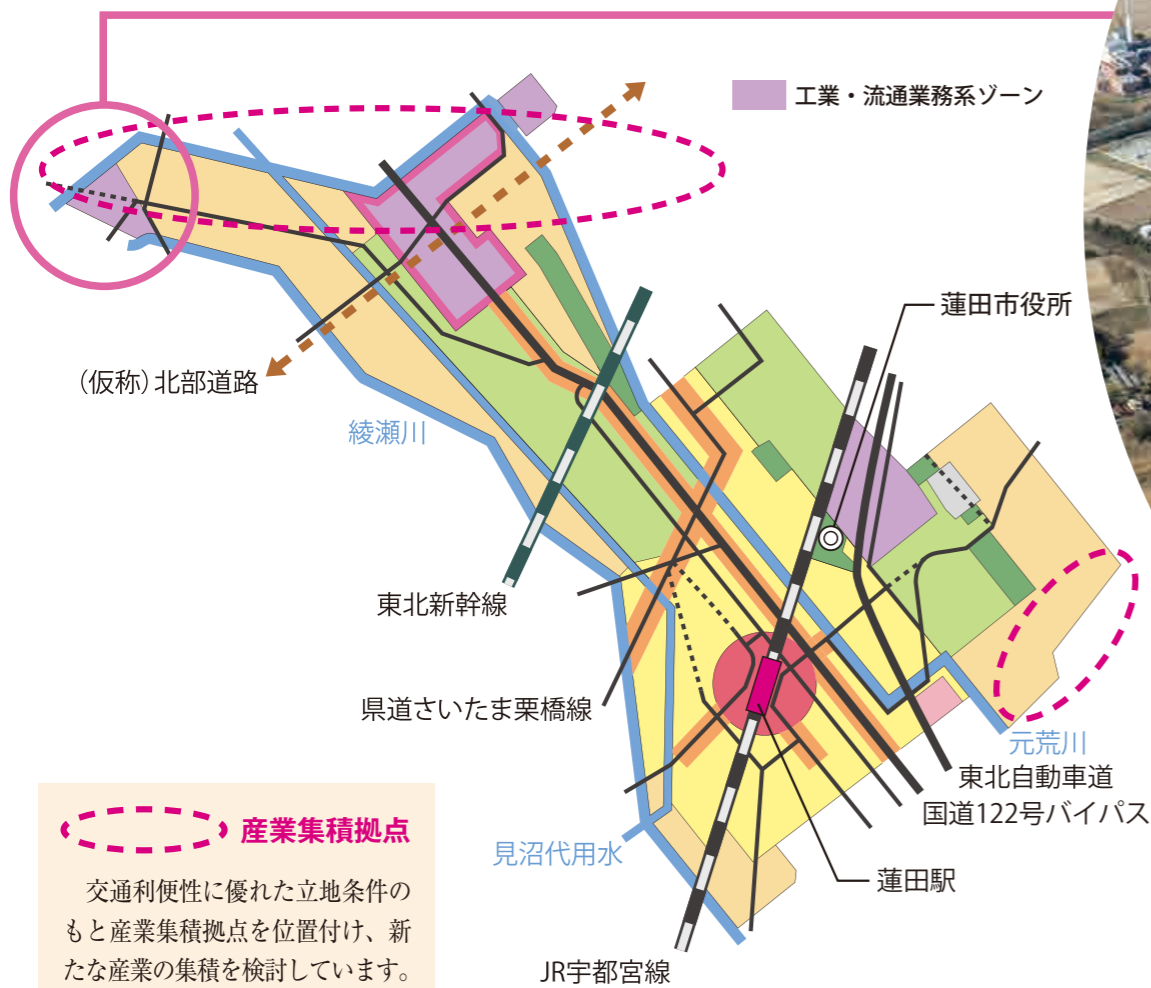 工業・流通業務系ゾーン
蓮田市役所
(仮称)北部道路
綾瀬川
東北新幹線
県道さいたま栗橋線
元荒川
東北自動車道
国道122号バイパス
見沼代用水
蓮田駅
JR宇都宮線
産業集積拠点
交通利便性に優れた立地条件の
もと産業集積拠点を位置付け、新
たな産業の集積を検討しています。